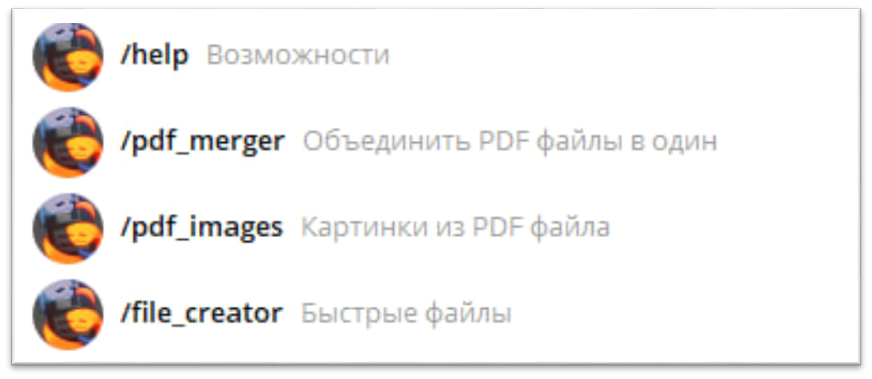 /help Возможности
/pdf_merger Объединить PDF файлы в один
/pdf_images Картинки из PDF файла
/file_creator Быстрые файлы